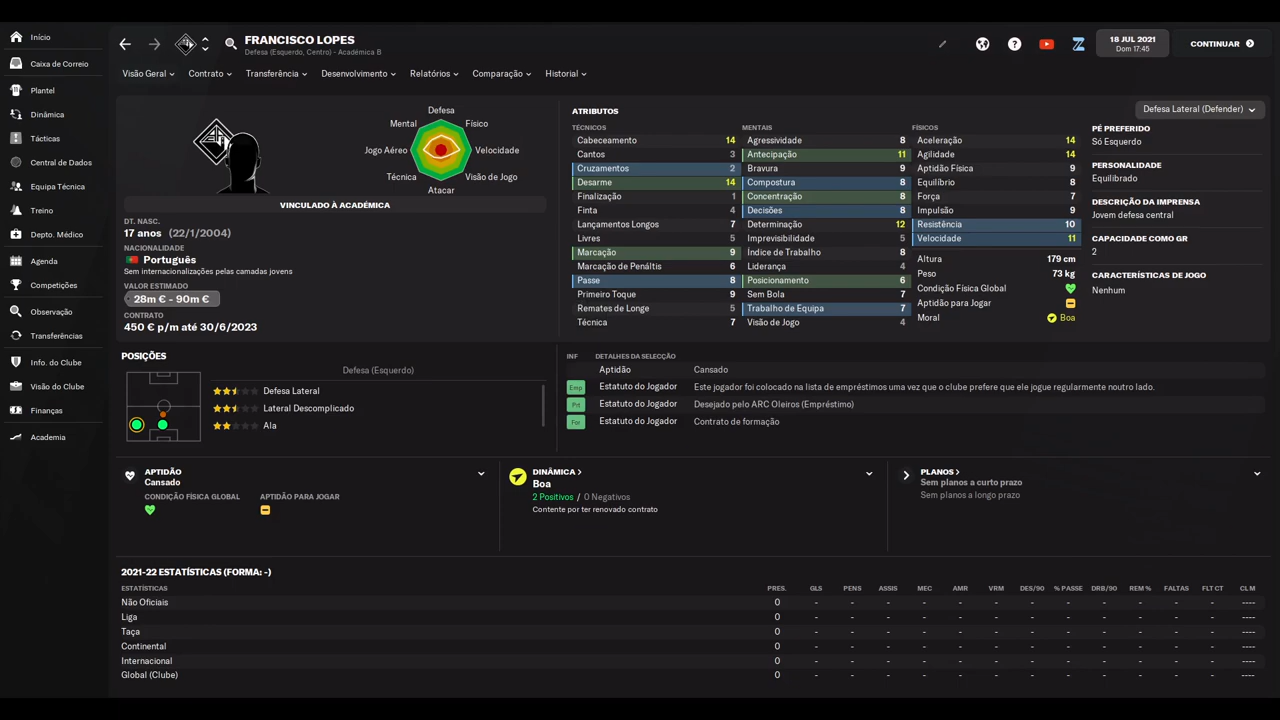 Início
Caixa de Correio
Plantel
Dinâmica
Tácticas
Central de Dados
Equipa Técnica
Treino
Depto. Médico
Agenda
Competições
Observação
Transferências
Info. do Clube
Visão do Clube
Finanças
Academia
FRANCISCO LOPES
Defesa (Esquerdo, Centro) - Académica B
18 JUL 2021
Dom 17:45
CONTINUAR
Visão Geral Contrato Transferência Desenvolvimento Relatórios Comparação Historial
Defesa
Mental Físico
Jogo Aéreo Velocidade
Técnica Visão de Jogo
Atacar
VINCULADO À ACADÉMICA
DT. NASC.
17 anos (22/1/2004)
NACIONALIDADE
Português
Sem internacionalizações pelas camadas jovens
VALOR ESTIMADO
28m € - 90m €
CONTRATO
450 € p/m até 30/6/2023
ATRIBUTOS
Defesa Lateral (Defender)
TÉCNICOS
Cabeceamento 14
Cantos 3
Cruzamentos 2
Desarme 14
Finalização 1
Finta 4
Lançamentos Longos 7
Livres 5
Marcação 9
Marcação de Penáltis 6
Passe 8
Primeiro Toque 9
Remates de Longe 5
Técnica 7
MENTAIS
Agressividade 8
Antecipação 11
Bravura 9
Compostura 8
Concentração 8
Decisões 8
Determinação 12
Imprevisibilidade 5
Índice de Trabalho 8
Liderança 4
Posicionamento 6
Sem Bola 7
Trabalho de Equipa 7
Visão de Jogo 4
FÍSICOS
Aceleração 14
Agilidade 14
Aptidão Física 9
Equilíbrio 8
Força 7
Impulsão 9
Resistência 10
Velocidade 11
Altura 179 cm
Peso 73 kg
Condição Física Global
Aptidão para Jogar
Moral Boa
PÉ PREFERIDO
Só Esquerdo
PERSONALIDADE
Equilibrado
DESCRIÇÃO DA IMPRENSA
Jovem defesa central
CAPACIDADE COMO GR
2
CARACTERÍSTICAS DE JOGO
Nenhum
POSIÇÕES
Defesa (Esquerdo)
Defesa Lateral
Lateral Descomplicado
Ala
INF DETALHES DA SELECÇÃO
Aptidão Cansado
Emp Estatuto do Jogador Este jogador foi colocado na lista de empréstimos uma vez que o clube prefere que ele jogue regularmente noutro lado.
Prt Estatuto do Jogador Desejado pelo ARC Oleiros (Empréstimo)
For Estatuto do Jogador Contrato de formação
APTIDÃO
Cansado
CONDIÇÃO FÍSICA GLOBAL APTIDÃO PARA JOGAR
DINÂMICA >
Boa
2 Positivos / 0 Negativos
Contente por ter renovado contrato
PLANOS >
Sem planos a curto prazo
Sem planos a longo prazo
2021-22 ESTATÍSTICAS (FORMA: -)
ESTATÍSTICAS PRES. GLS PENS ASSIS MEC AMR VRM DES/90 % PASSE DRB/90 REM % FALTAS FLT CT CLM
Não Oficiais 0 - - - - - - - - - - - - ----
Liga 0 - - - - - - - - - - - - ----
Taça 0 - - - - - - - - - - - - ----
Continental 0 - - - - - - - - - - - - ----
Internacional 0 - - - - - - - - - - - - ----
Global (Clube) 0 - - - - - - - - - - - - ----